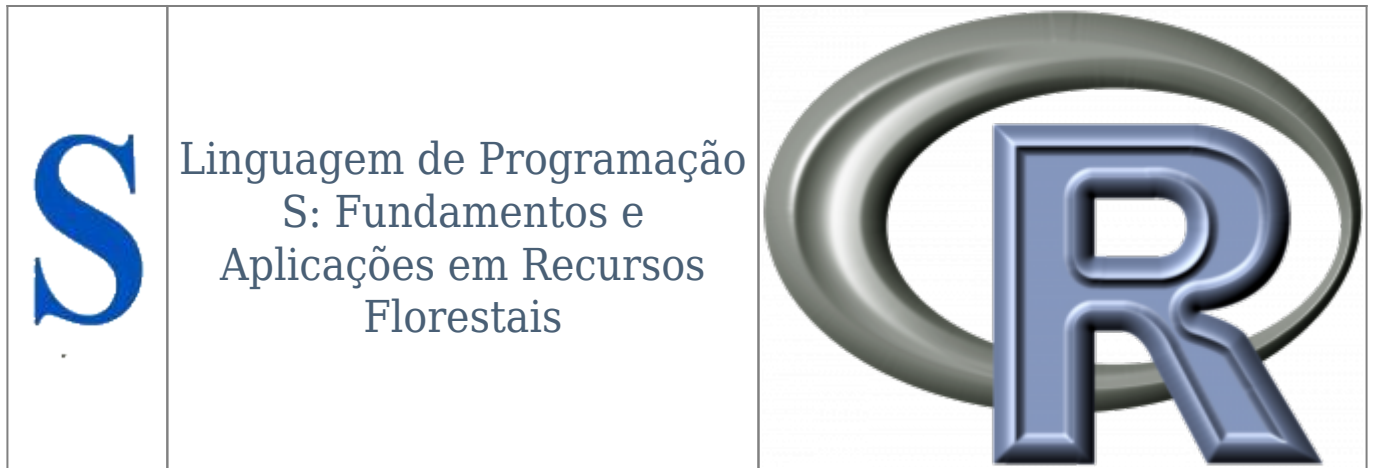 S
Linguagem de Programação
S: Fundamentos e
Aplicações em Recursos
Florestais
R